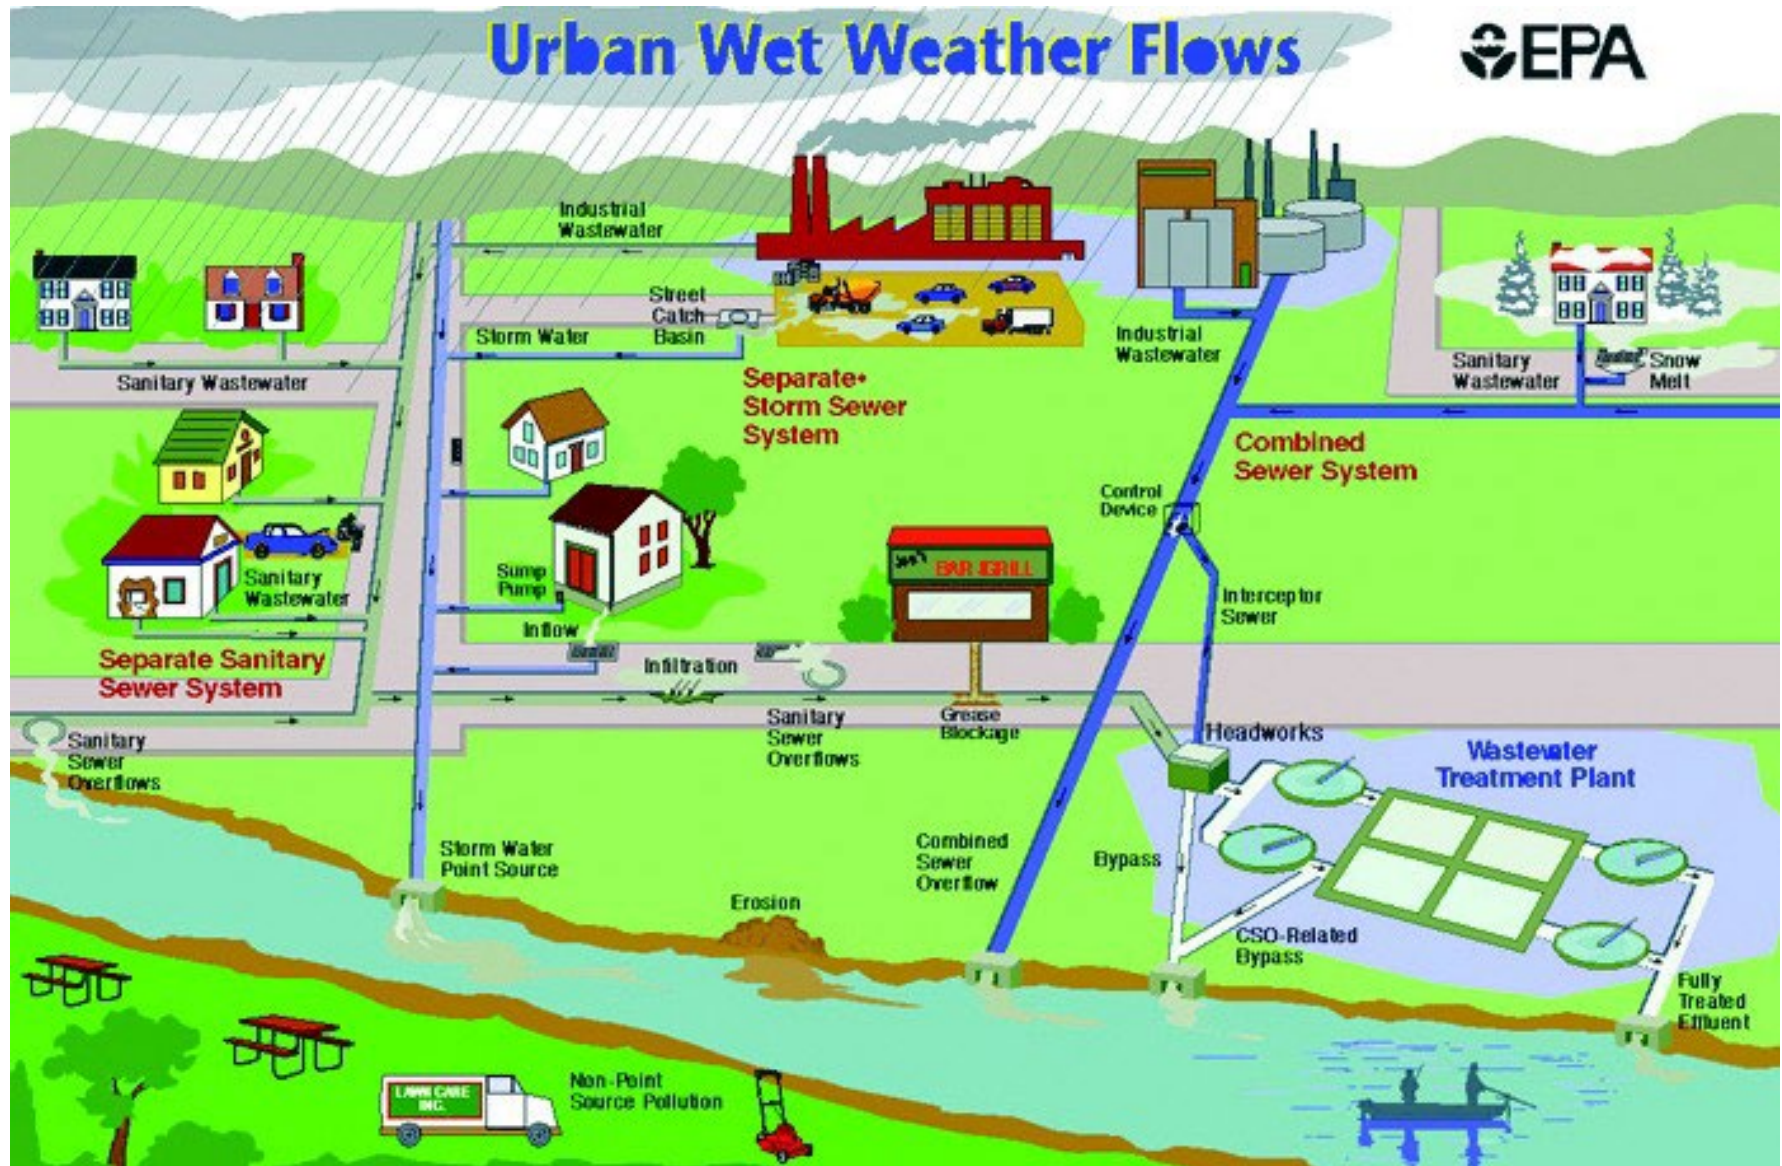 Urban Wet Weather Flows
EPA
Industrial
Wastewater
Street
Catch
Basin
Storm Water
Industrial
Wastewater
Sanitary
Wastewater
Snow
Melt
Sanitary Wastewater
Separate•
Storm Sewer
System
Combined
Sewer System
Control
Device
BAR GRILL
Sump
Pump
Sanitary
Wastewater
Interceptor
Sewer
Inflow
Infiltration
Separate Sanitary
Sewer System
Sanitary
Sewer
Overflows
Grease
Blockage
Headworks
Sanitary
Sewer
Overflows
Wastewater
Treatment Plant
Storm Water
Point Source
Combined
Sewer
Overflow
Bypass
Erosion
CSO-Related
Bypass
Fully
Treated
Effluent
LAWN CARE
INC.
Non-Point
Source Pollution